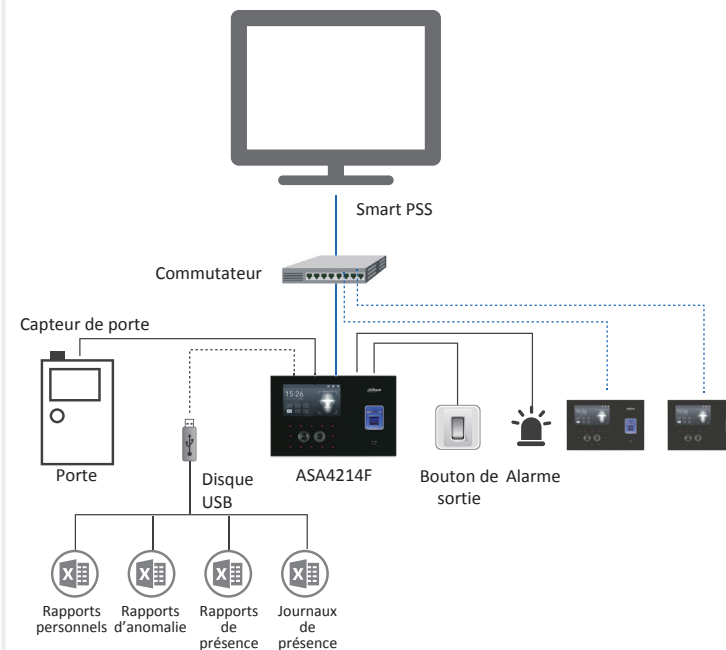 Smart PSS
Commutateur
Capteur de porte
15:26
Porte
Disque
USB
ASA4214F
Bouton de
sortie
Alarme
Rapports
personnels
Rapports
d'anomalie
Rapports
de
présence
Journaux
de
présence